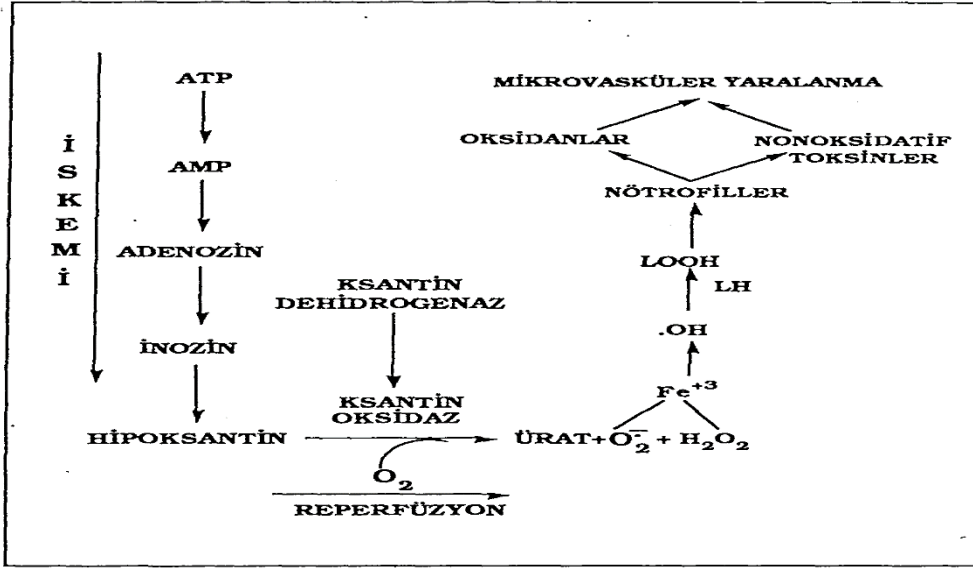 İSKEMİ
ATP
AMP
ADENOZİN
İNOZİN
HİPOKSANTİN
KSANTİN
DEHİDROGENAZ
KSANTİN
OKSİDAZ
O₂
REPERFÜZYON
ÜRAT+O₂⁻̇ + H₂O₂
Fe⁺³
.OH
LH
LOOH
NÖTROFİLLER
OKSİDANLAR
NONOKSİDATİF
TOKSİNLER
MİKROVASKÜLER YARALANMA